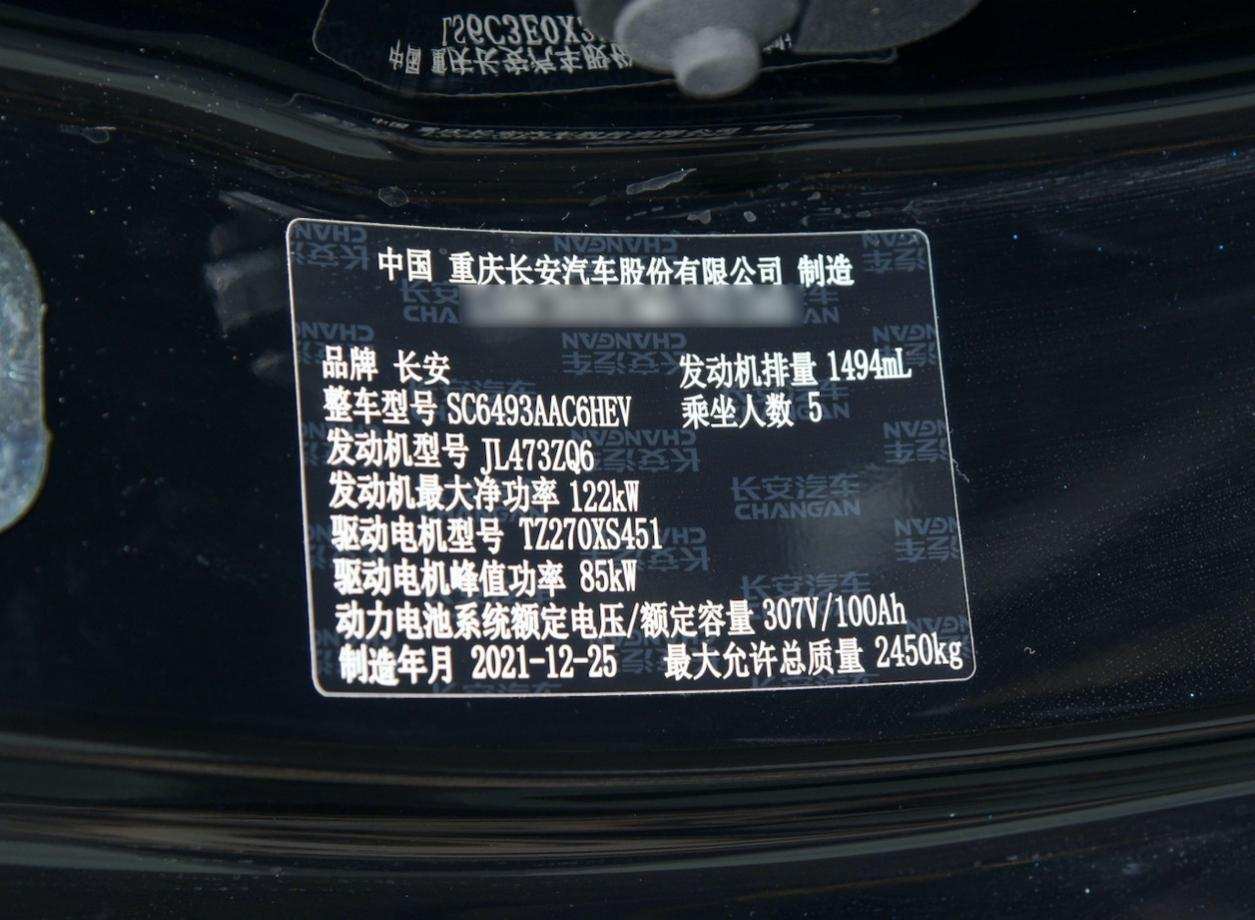 中国 重庆长安汽车股份有限公司 制造
品牌 长安 发动机排量 1494mL
整车型号 SC6493AAC6HEV 乘坐人数 5
发动机型号 JL473ZQ6
发动机最大净功率 122kW
驱动电机型号 TZ270XS451
驱动电机峰值功率 85kW
动力电池系统额定电压/额定容量 307V/100Ah
制造年月 2021-12-25 最大允许总质量 2450kg
长安汽车
CHANGAN